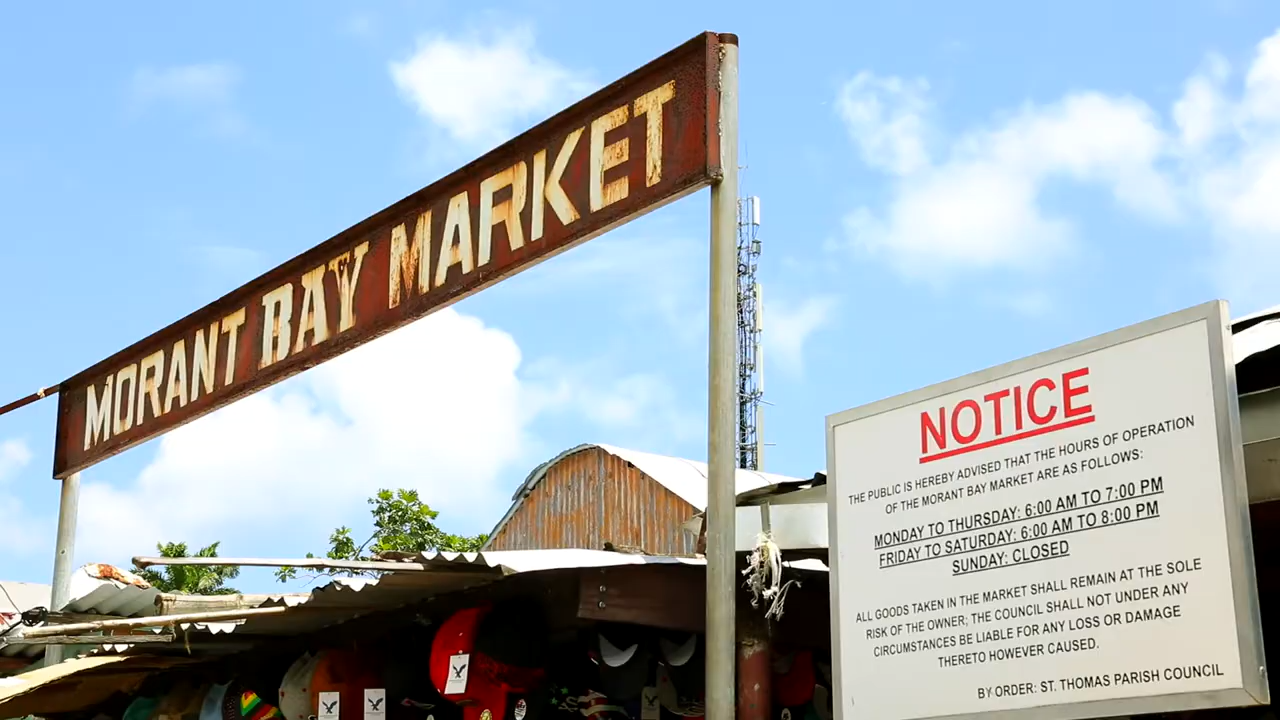 MORANT BAY MARKET
NOTICE
THE PUBLIC IS HEREBY ADVISED THAT THE HOURS OF OPERATION
OF THE MORANT BAY MARKET ARE AS FOLLOWS:
MONDAY TO THURSDAY: 6:00 AM TO 7:00 PM
FRIDAY TO SATURDAY: 6:00 AM TO 8:00 PM
SUNDAY: CLOSED
ALL GOODS TAKEN IN THE MARKET SHALL REMAIN AT THE SOLE
RISK OF THE OWNER; THE COUNCIL SHALL NOT UNDER ANY
CIRCUMSTANCES BE LIABLE FOR ANY LOSS OR DAMAGE
THERETO HOWEVER CAUSED.
BY ORDER: ST. THOMAS PARISH COUNCIL